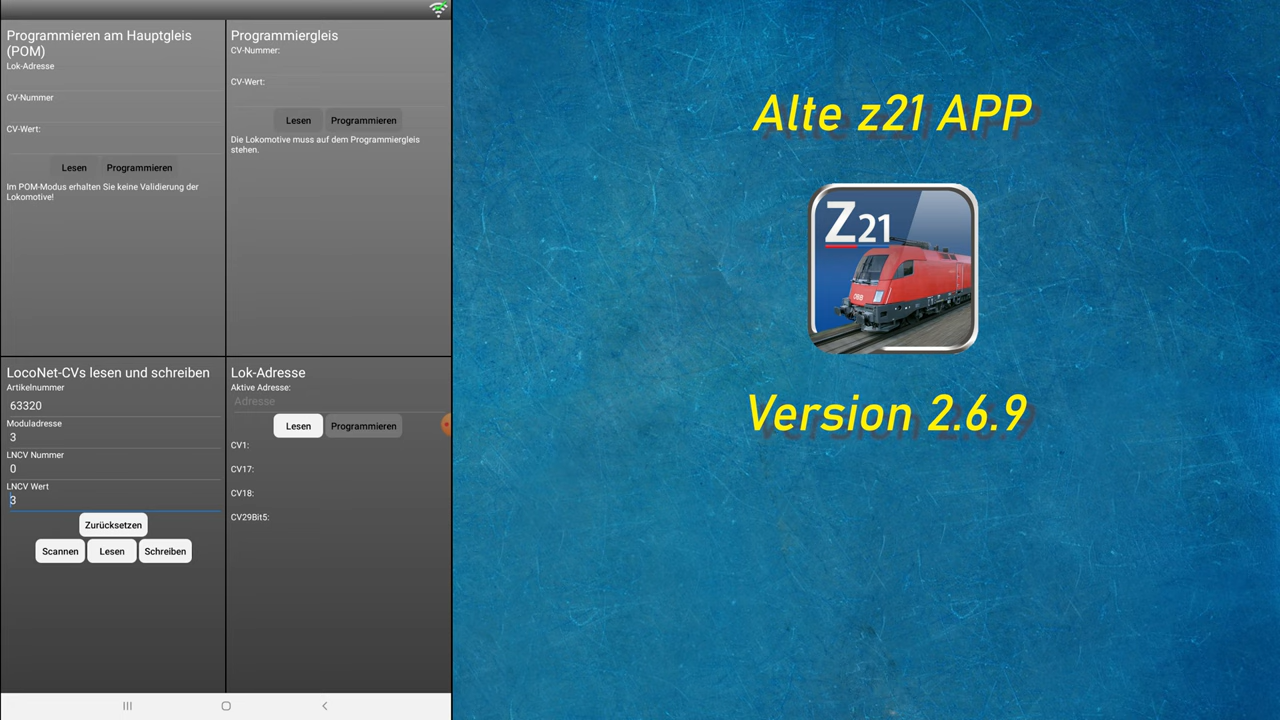 Programmieren am Hauptgleis
(POM)
Lok-Adresse
CV-Nummer
CV-Wert:
Lesen
Programmieren
Im POM-Modus erhalten Sie keine Validierung der
Lokomotive!
Programmiergleis
CV-Nummer:
CV-Wert:
Lesen
Programmieren
Die Lokomotive muss auf dem Programmiergleis
stehen.
LocoNet-CVs lesen und schreiben
Artikelnummer
63320
Moduladresse
3
LNCV Nummer
0
LNCV Wert
3
Zurücksetzen
Scannen
Lesen
Schreiben
Lok-Adresse
Aktive Adresse:
Adresse
Lesen
Programmieren
CV1:
CV17:
CV18:
CV29Bit5:
Alte z21 APP
Z21
ÖBB
Version 2.6.9